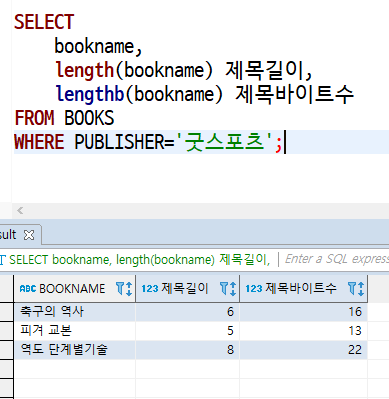 SELECT
bookname,
length(bookname) 제목길이,
lengthb(bookname) 제목바이트수
FROM BOOKS
WHERE PUBLISHER='굿스포츠';
sult
SELECT bookname, length(bookname) 제목길이, Enter a SQL expres
ABC BOOKNAME 123 제목길이 123 제목바이트수
축구의 역사 6 16
피겨 교본 5 13
역도 단계별기술 8 22